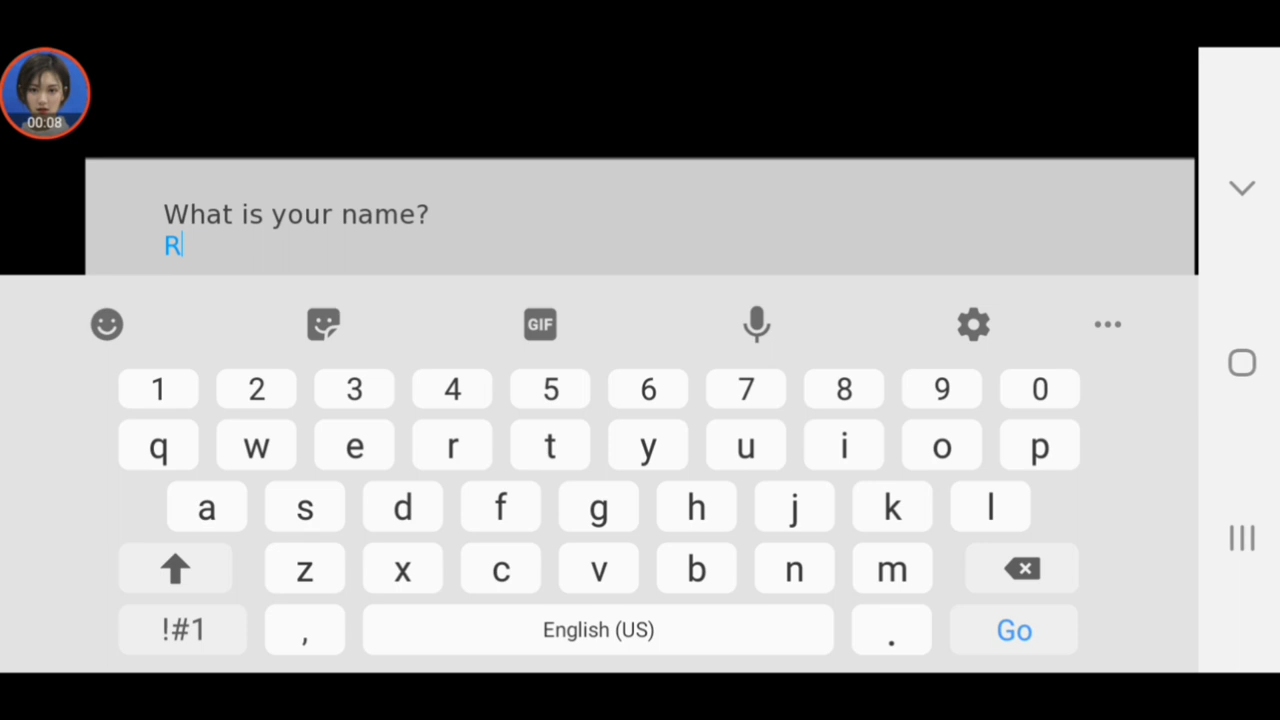 00:08
What is your name?
R
GIF
1 2 3 4 5 6 7 8 9 0
q w e r t y u i o p
a s d f g h j k l
z x c v b n m
!#1 , English (US) . Go